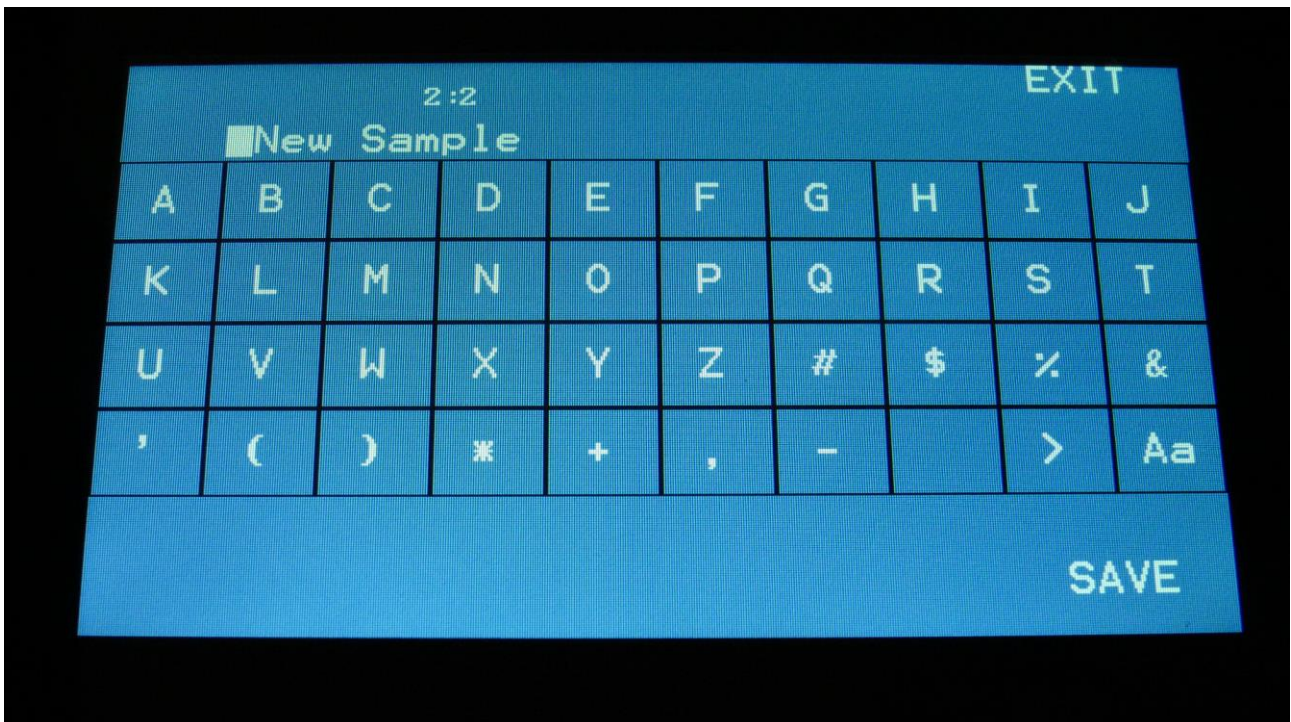 EXIT
2:2
New Sample
A B C D E F G H I J
K L M N O P Q R S T
U V W X Y Z # $ % &
' ( ) * + , - > Aa
SAVE